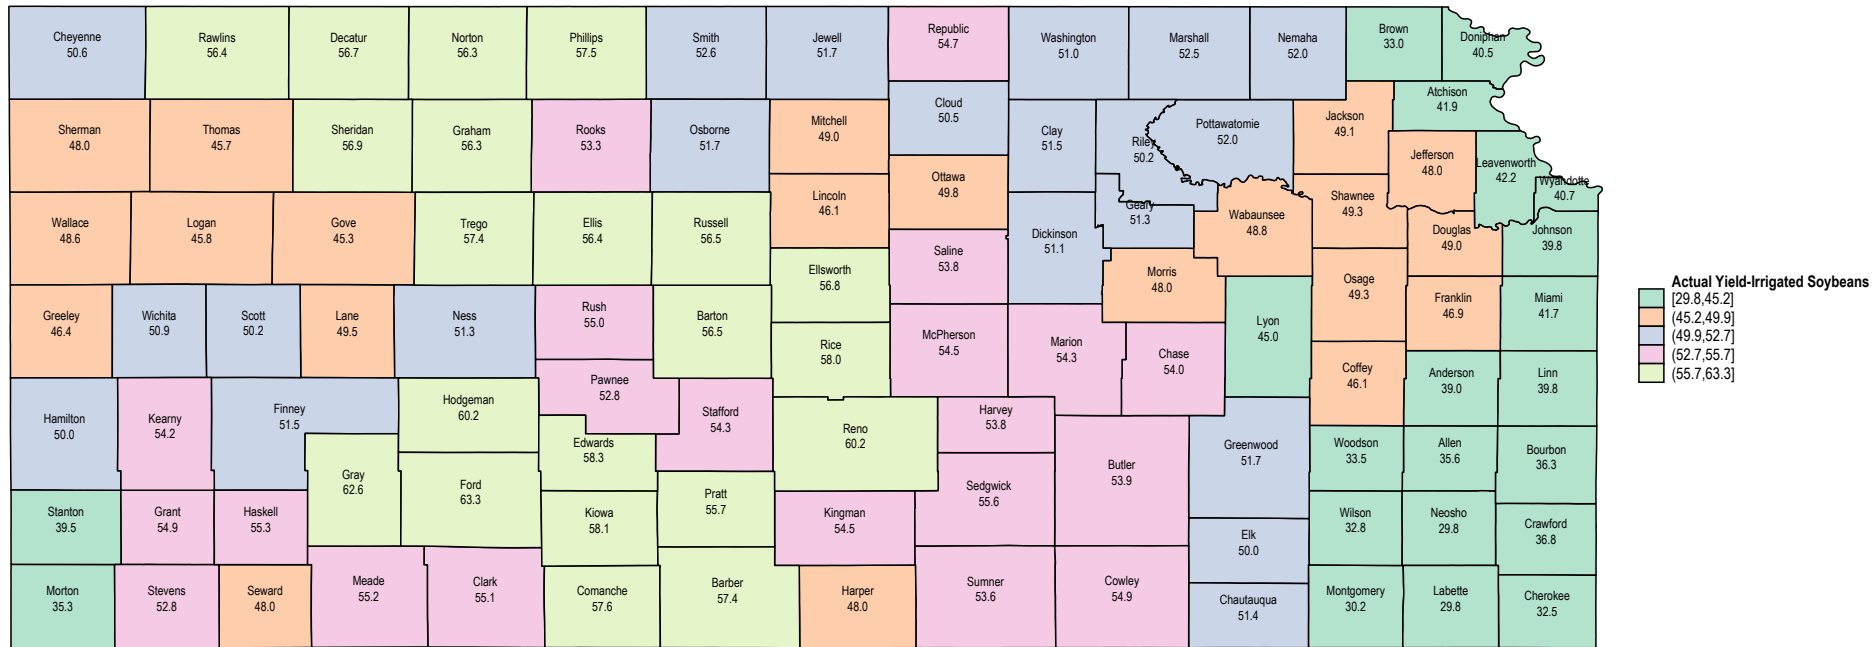 Cheyenne
50.6
Rawlins
56.4
Decatur
56.7
Norton
56.3
Phillips
57.5
Smith
52.6
Jewell
51.7
Republic
54.7
Washington
51.0
Marshall
52.5
Nemaha
52.0
Brown
33.0
Doniphan
40.5
Sherman
48.0
Thomas
45.7
Sheridan
56.9
Graham
56.3
Rooks
53.3
Osborne
51.7
Mitchell
49.0
Cloud
50.5
Clay
51.5
Riley
50.2
Pottawatomie
52.0
Jackson
49.1
Atchison
41.9
Jefferson
48.0
Leavenworth
42.2
Wyandotte
40.7
Lincoln
46.1
Ottawa
49.8
Wallace
48.6
Logan
45.8
Gove
45.3
Trego
57.4
Ellis
56.4
Russell
56.5
Ellsworth
56.8
Saline
53.8
Dickinson
51.1
Geary
51.3
Wabaunsee
48.8
Shawnee
49.3
Douglas
49.0
Johnson
39.8
Morris
48.0
Osage
49.3
Franklin
46.9
Miami
41.7
Greeley
46.4
Wichita
50.9
Scott
50.2
Lane
49.5
Ness
51.3
Rush
55.0
Barton
56.5
Rice
58.0
McPherson
54.5
Marion
54.3
Chase
54.0
Lyon
45.0
Coffey
46.1
Anderson
39.0
Linn
39.8
Hamilton
50.0
Kearny
54.2
Finney
51.5
Hodgeman
60.2
Pawnee
52.8
Stafford
54.3
Reno
60.2
Harvey
53.8
Butler
53.9
Greenwood
51.7
Woodson
33.5
Allen
35.6
Bourbon
36.3
Gray
62.6
Ford
63.3
Edwards
58.3
Kiowa
58.1
Pratt
55.7
Kingman
54.5
Sedgwick
55.6
Elk
50.0
Wilson
32.8
Neosho
29.8
Crawford
36.8
Stanton
39.5
Grant
54.9
Haskell
55.3
Morton
35.3
Stevens
52.8
Seward
48.0
Meade
55.2
Clark
55.1
Comanche
57.6
Barber
57.4
Harper
48.0
Sumner
53.6
Cowley
54.9
Chautauqua
51.4
Montgomery
30.2
Labette
29.8
Cherokee
32.5
Actual Yield-Irrigated Soybeans
[29.8,45.2]
(45.2,49.9]
(49.9,52.7]
(52.7,55.7]
(55.7,63.3]